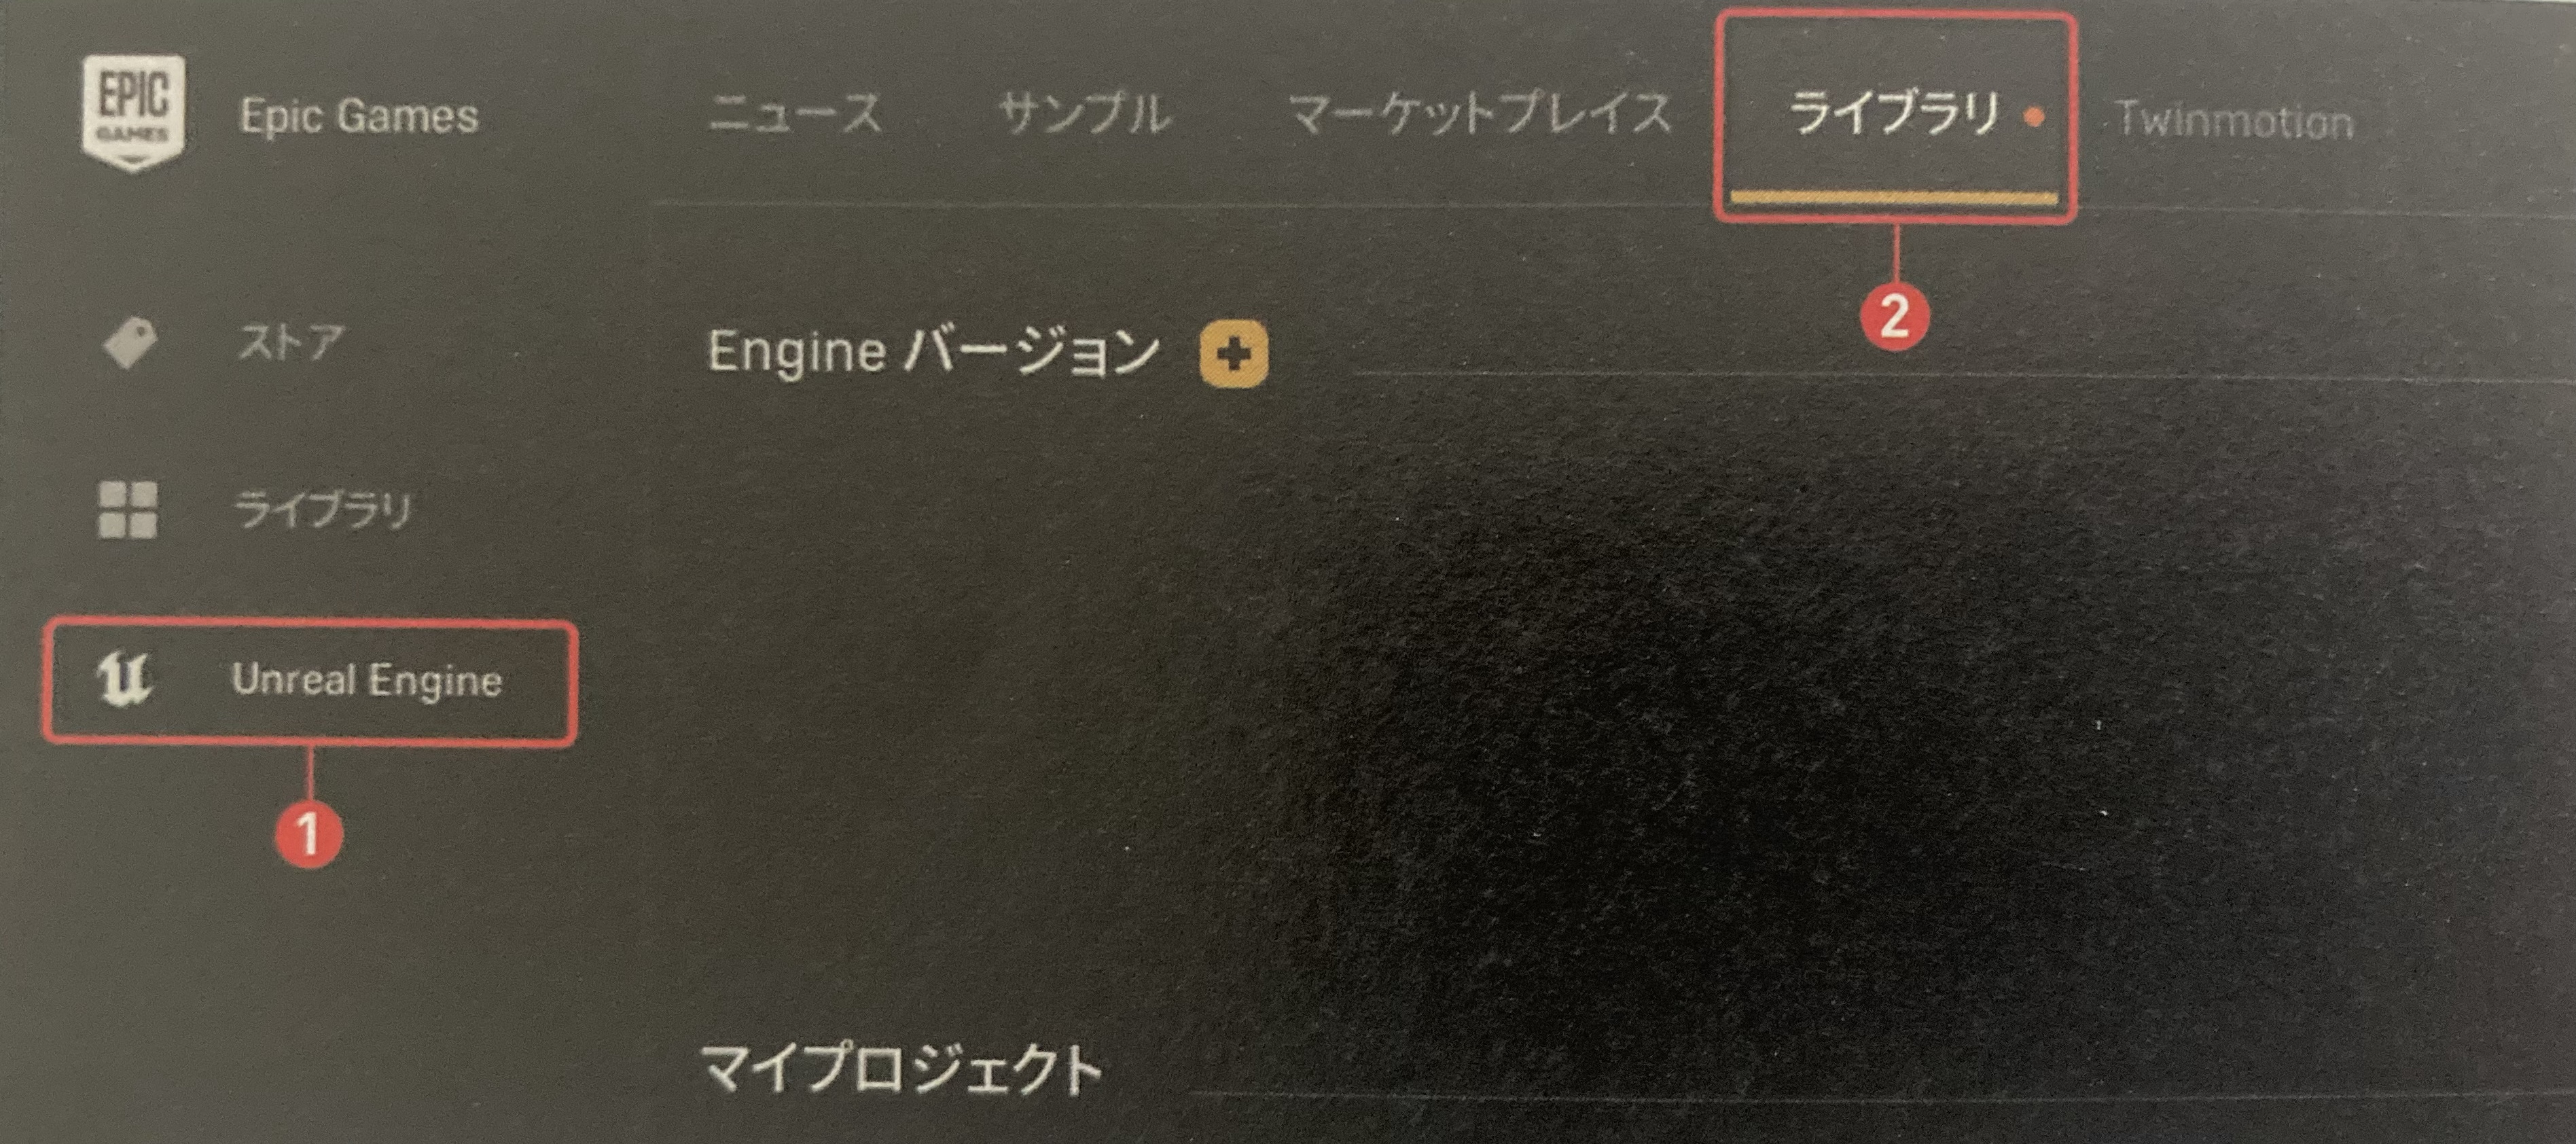 EPIC
GAMES
Epic Games
ニュース サンプル マーケットプレイス ライブラリ Twinmotion
2
ストア
Engine バージョン
ライブラリ
Unreal Engine
1
マイプロジェクト